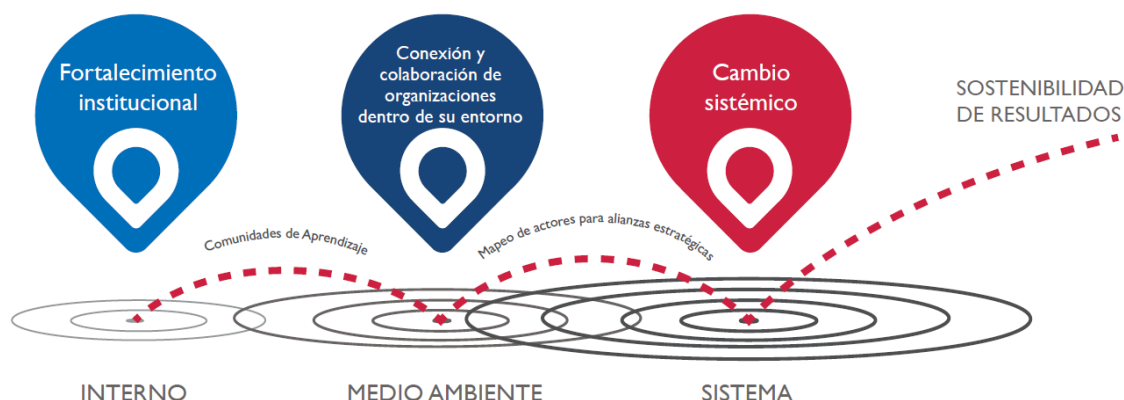 Fortalecimiento
institucional
Conexión y
colaboración de
organizaciones
dentro de su entorno
Cambio
sistémico
SOSTENIBILIDAD
DE RESULTADOS
Comunidades de Aprendizaje
Mapeo de actores para alianzas estratégicas
INTERNO
MEDIO AMBIENTE
SISTEMA